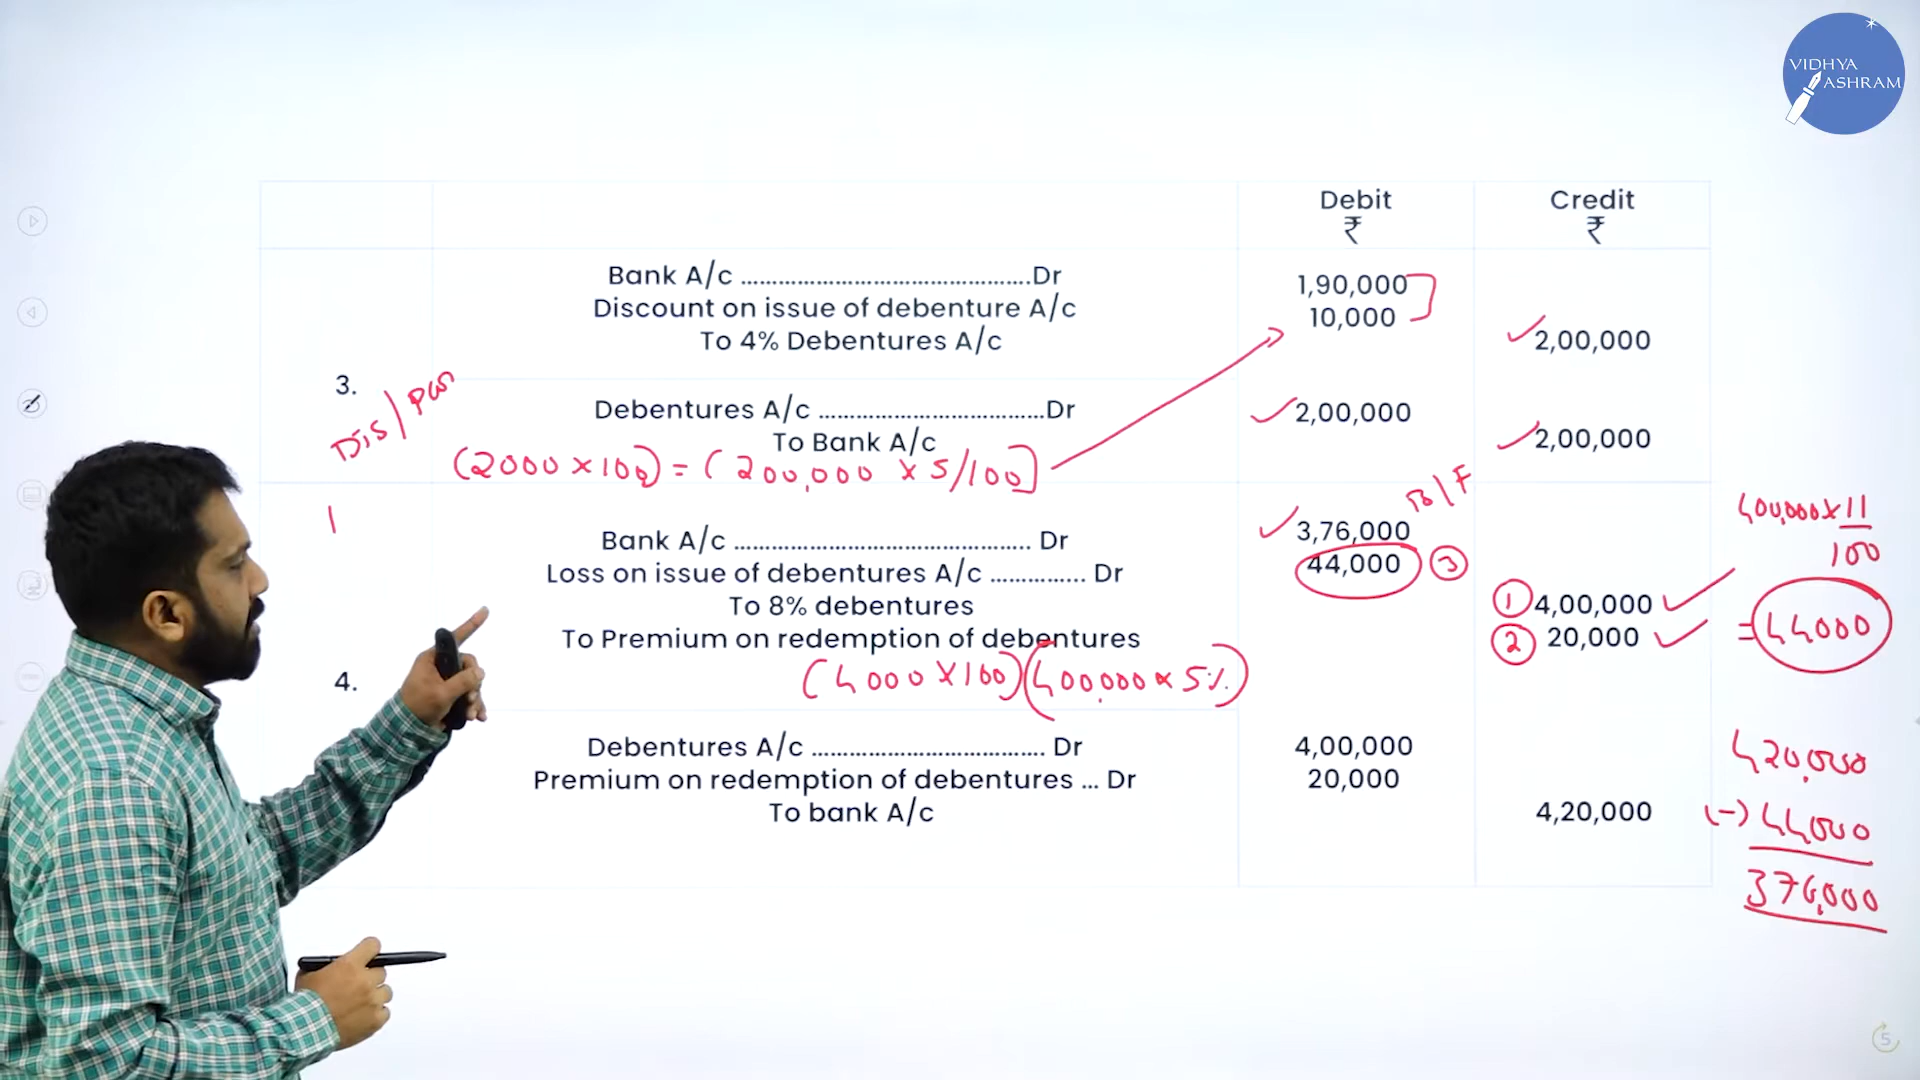 VIDHYA
ASHRAM
Debit Credit
₹ ₹
Bank A/c ..........................................Dr 1,90,000
Discount on issue of debenture A/c 10,000
To 4% Debentures A/c 2,00,000
3.
Dis/Par
Debentures A/c ................................Dr 2,00,000
To Bank A/c 2,00,000
(2000 x 100) = (200,000 x 5/100)
B/F
Bank A/c .......................................... Dr 3,76,000
Loss on issue of debentures A/c ............... Dr 44,000 3
To 8% debentures 1 4,00,000
To Premium on redemption of debentures 2 20,000
(4000 x 100) (400,000 x 5%)
4.
400,000 x 11
100
= 44000
Debentures A/c ................................. Dr 4,00,000
Premium on redemption of debentures ... Dr 20,000
To bank A/c 4,20,000
420,000
(-) 44000
376,000
5